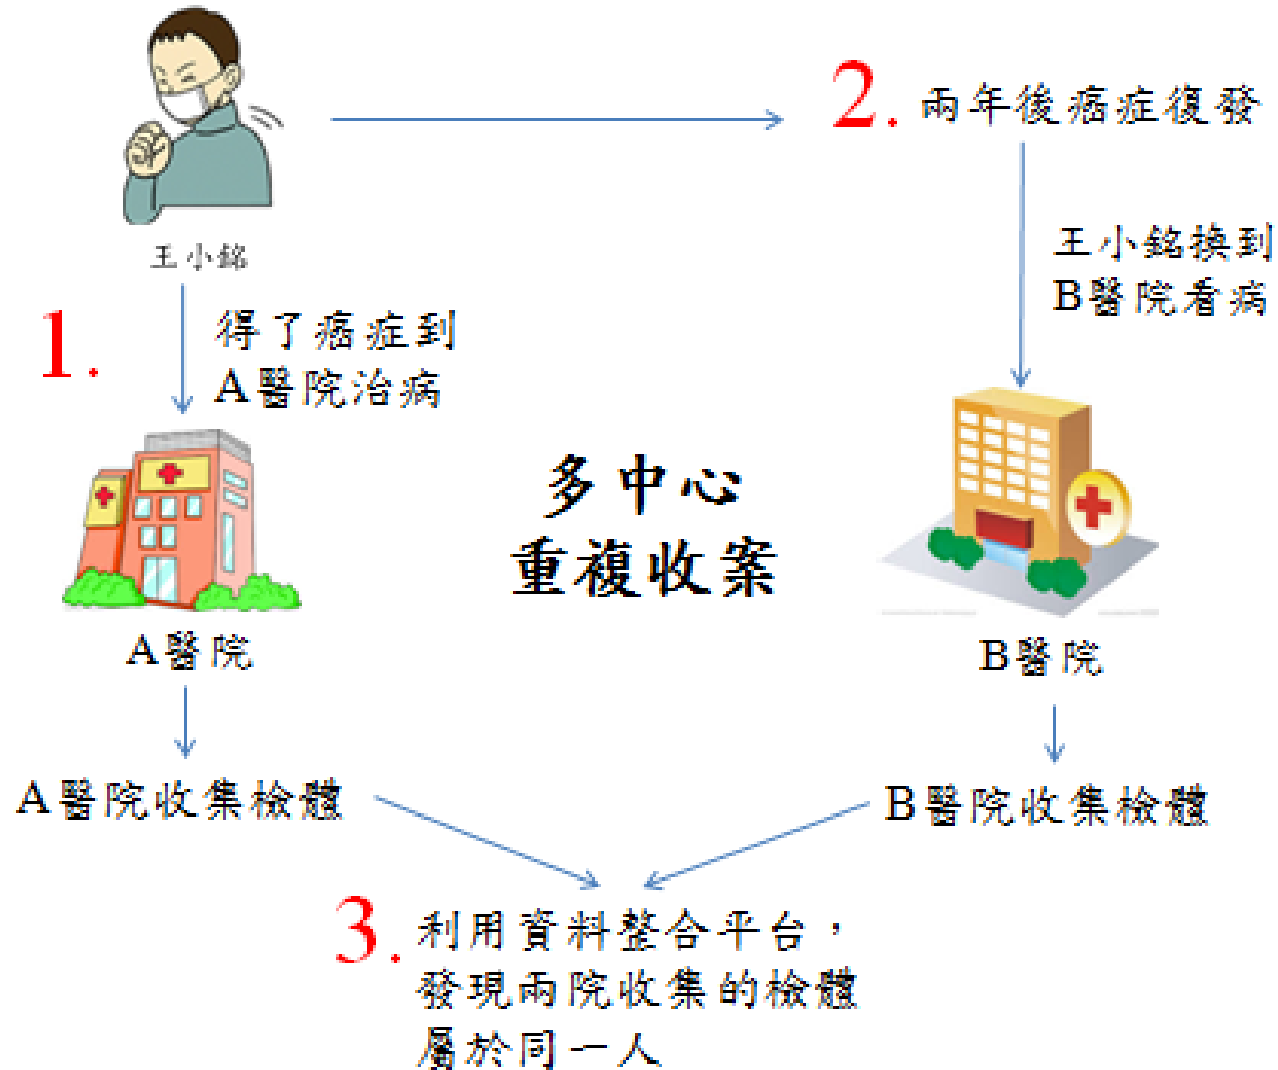 王小銘
1.
得了癌症到
A醫院治病
A醫院
A醫院收集檢體
2. 兩年後癌症復發
王小銘換到
B醫院看病
B醫院
B醫院收集檢體
多中心
重複收案
3. 利用資料整合平台，
發現兩院收集的檢體
屬於同一人